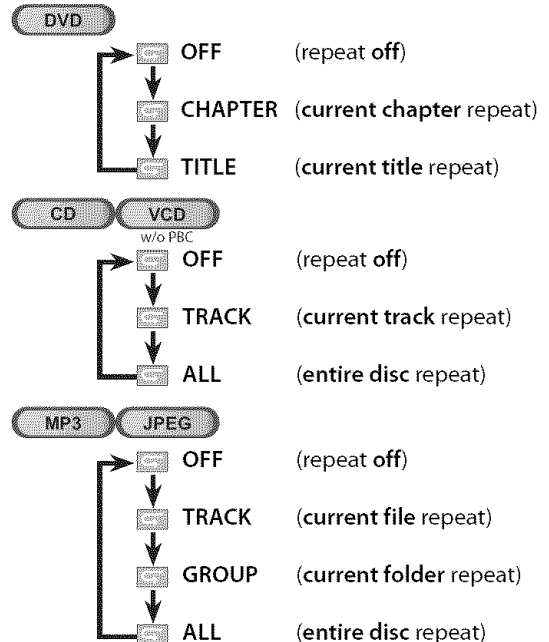 DVD
OFF (repeat off)
CHAPTER (current chapter repeat)
TITLE (current title repeat)
CD VCD
w/o PBC
OFF (repeat off)
TRACK (current track repeat)
ALL (entire disc repeat)
MP3 JPEG
OFF (repeat off)
TRACK (current file repeat)
GROUP (current folder repeat)
ALL (entire disc repeat)